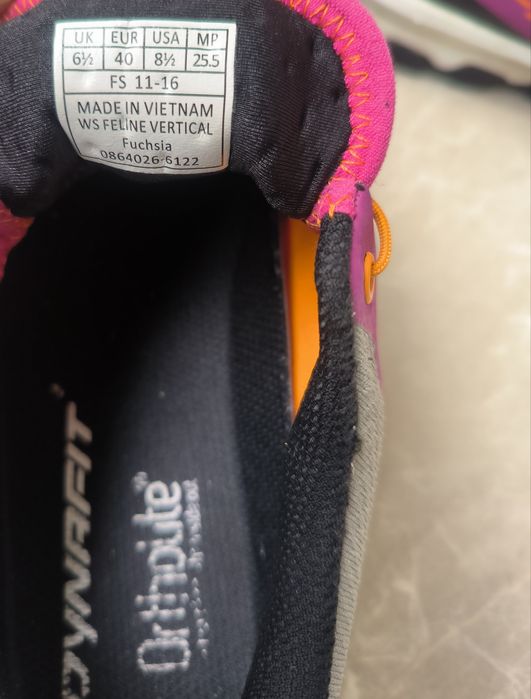 UK EUR USA MP
6½ 40 8½ 25.5
FS 11-16
MADE IN VIETNAM
WS FELINE VERTICAL
Fuchsia
0864026-6122
DYNAFIT
Ortholite